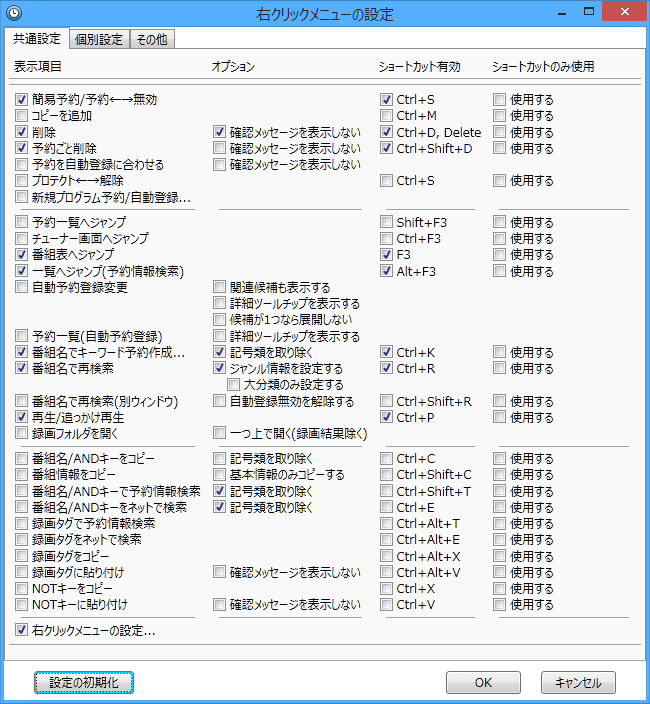 右クリックメニューの設定
共通設定 個別設定 その他
表示項目 オプション ショートカット有効 ショートカットのみ使用
簡易予約/予約←→無効 Ctrl+S 使用する
コピーを追加 Ctrl+M 使用する
削除 確認メッセージを表示しない Ctrl+D, Delete 使用する
予約ごと削除 確認メッセージを表示しない Ctrl+Shift+D 使用する
予約を自動登録に合わせる 確認メッセージを表示しない
プロテクト←→解除 Ctrl+S 使用する
新規プログラム予約/自動登録...
予約一覧へジャンプ Shift+F3 使用する
チューナー画面へジャンプ Ctrl+F3 使用する
番組表へジャンプ F3 使用する
一覧へジャンプ(予約情報検索) Alt+F3 使用する
自動予約登録変更 関連候補も表示する
詳細ツールチップを表示する
候補が1つなら展開しない
予約一覧(自動予約登録) 詳細ツールチップを表示する
番組名でキーワード予約作成... 記号類を取り除く Ctrl+K 使用する
番組名で再検索 ジャンル情報を設定する Ctrl+R 使用する
大分類のみ設定する
番組名で再検索(別ウィンドウ) 自動登録無効を解除する Ctrl+Shift+R 使用する
再生/追っかけ再生 Ctrl+P 使用する
録画フォルダを開く 一つ上で開く(録画結果除く)
番組名/ANDキーをコピー 記号類を取り除く Ctrl+C 使用する
番組情報をコピー 基本情報のみコピーする Ctrl+Shift+C 使用する
番組名/ANDキーで予約情報検索 記号類を取り除く Ctrl+Shift+T 使用する
番組名/ANDキーをネットで検索 記号類を取り除く Ctrl+E 使用する
録画タグで予約情報検索 Ctrl+Alt+T 使用する
録画タグをネットで検索 Ctrl+Alt+E 使用する
録画タグをコピー Ctrl+Alt+X 使用する
録画タグに貼り付け 確認メッセージを表示しない Ctrl+Alt+V 使用する
NOTキーをコピー Ctrl+X 使用する
NOTキーに貼り付け 確認メッセージを表示しない Ctrl+V 使用する
右クリックメニューの設定...
設定の初期化 OK キャンセル